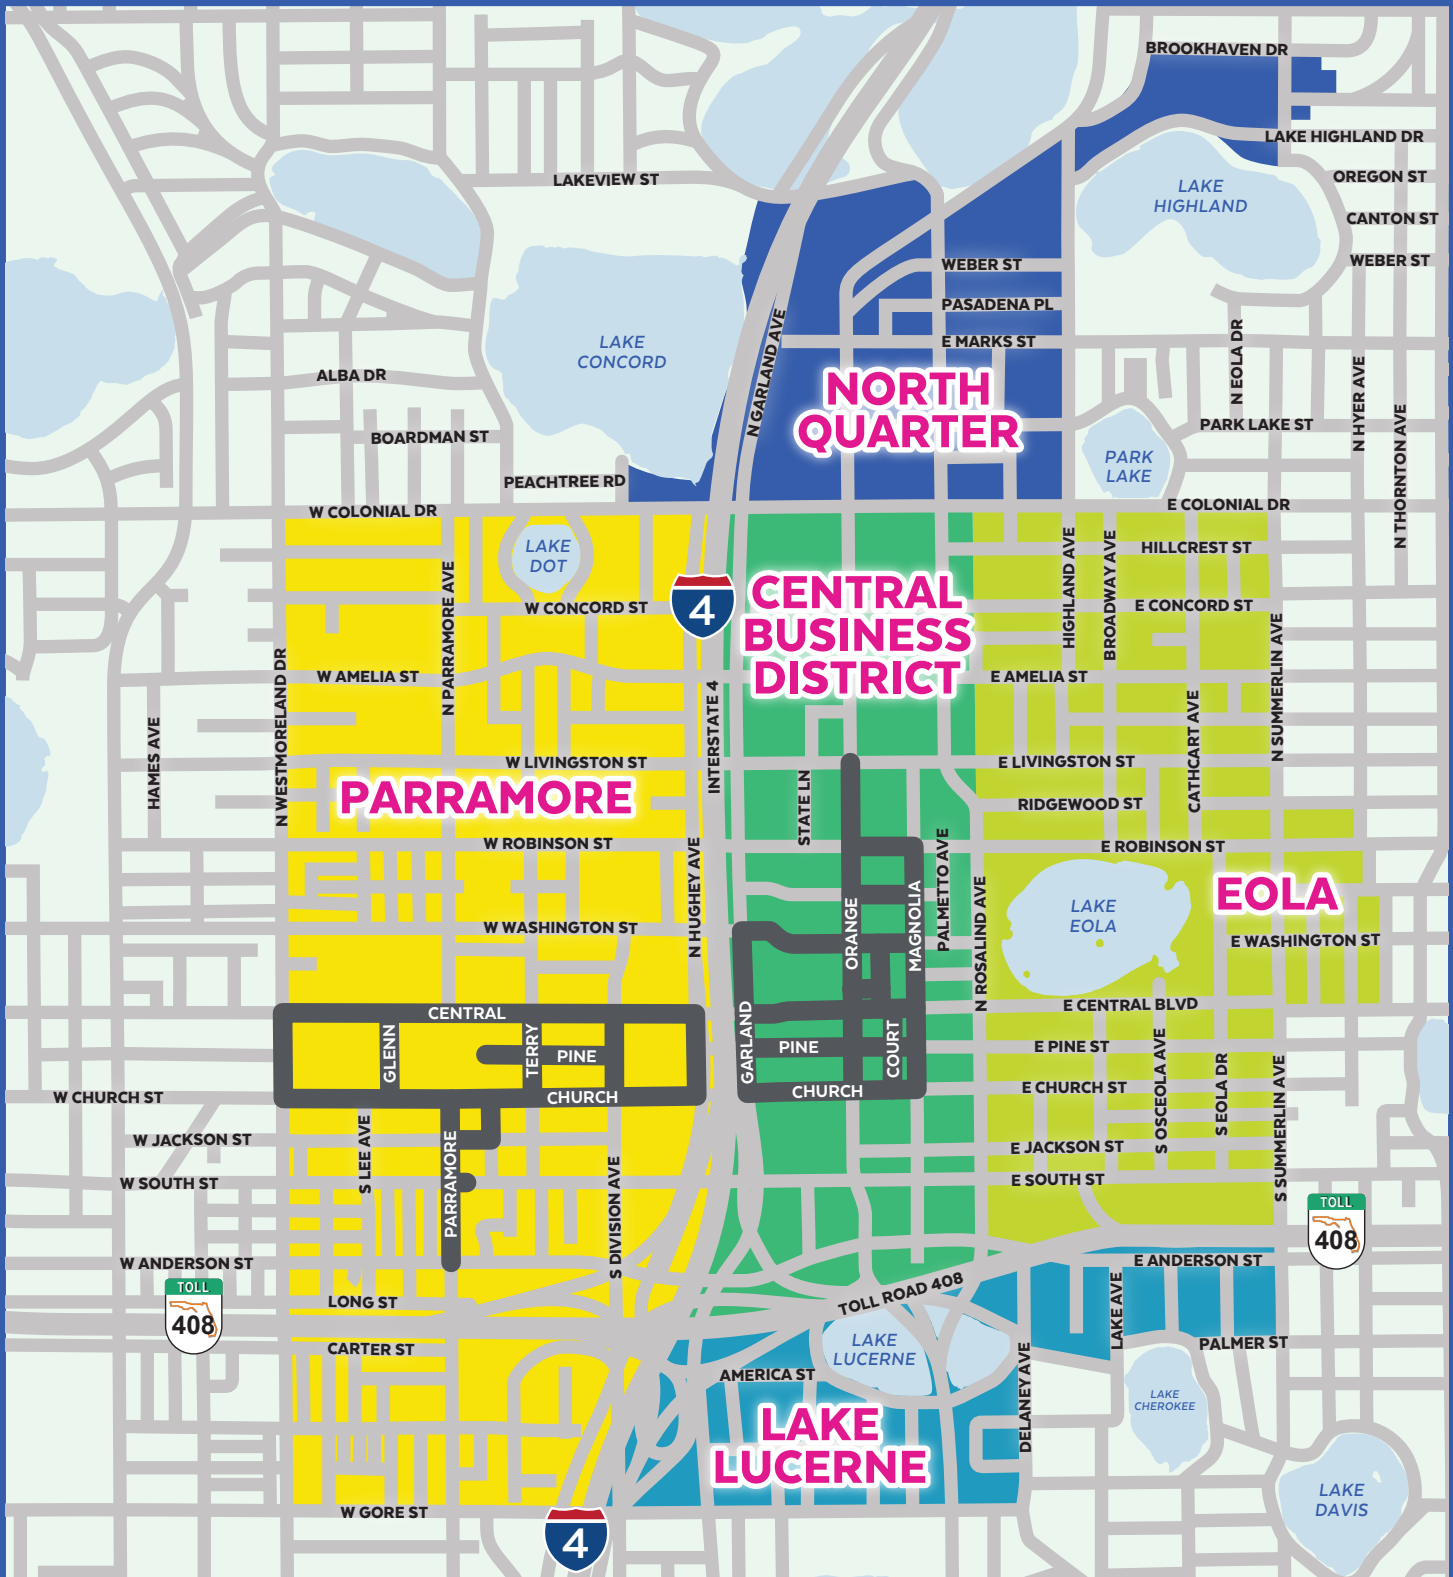 BROOKHAVEN DR
LAKE HIGHLAND DR
LAKEVIEW ST
OREGON ST
LAKE
HIGHLAND
CANTON ST
WEBER ST
WEBER ST
PASADENA PL
E MARKS ST
LAKE
CONCORD
N GARLAND AVE
N EOLA DR
ALBA DR
NORTH
QUARTER
N HYER AVE
PARK LAKE ST
BOARDMAN ST
PARK
LAKE
N THORNTON AVE
PEACHTREE RD
W COLONIAL DR
E COLONIAL DR
LAKE
DOT
HILLCREST ST
HIGHLAND AVE
BROADWAY AVE
N PARRAMORE AVE
W CONCORD ST
4
CENTRAL
BUSINESS
DISTRICT
E CONCORD ST
N SUMMERLIN AVE
W AMELIA ST
E AMELIA ST
N WESTMORELAND DR
HAMES AVE
INTERSTATE 4
CATHCART AVE
W LIVINGSTON ST
E LIVINGSTON ST
PARRAMORE
STATE LN
RIDGEWOOD ST
W ROBINSON ST
E ROBINSON ST
N HUGHEY AVE
PALMETTO AVE
N ROSALIND AVE
EOLA
LAKE
EOLA
ORANGE
MAGNOLIA
W WASHINGTON ST
E WASHINGTON ST
CENTRAL
E CENTRAL BLVD
GLENN
TERRY
PINE
GARLAND
PINE
COURT
E PINE ST
S OSCEOLA AVE
S EOLA DR
S SUMMERLIN AVE
W CHURCH ST
CHURCH
CHURCH
E CHURCH ST
W JACKSON ST
S LEE AVE
PARRAMORE
E JACKSON ST
W SOUTH ST
S DIVISION AVE
E SOUTH ST
TOLL
408
W ANDERSON ST
E ANDERSON ST
TOLL
408
LONG ST
TOLL ROAD 408
LAKE AVE
CARTER ST
LAKE
LUCERNE
DELANEY AVE
PALMER ST
AMERICA ST
LAKE
CHEROKEE
LAKE
LUCERNE
LAKE
DAVIS
W GORE ST
4